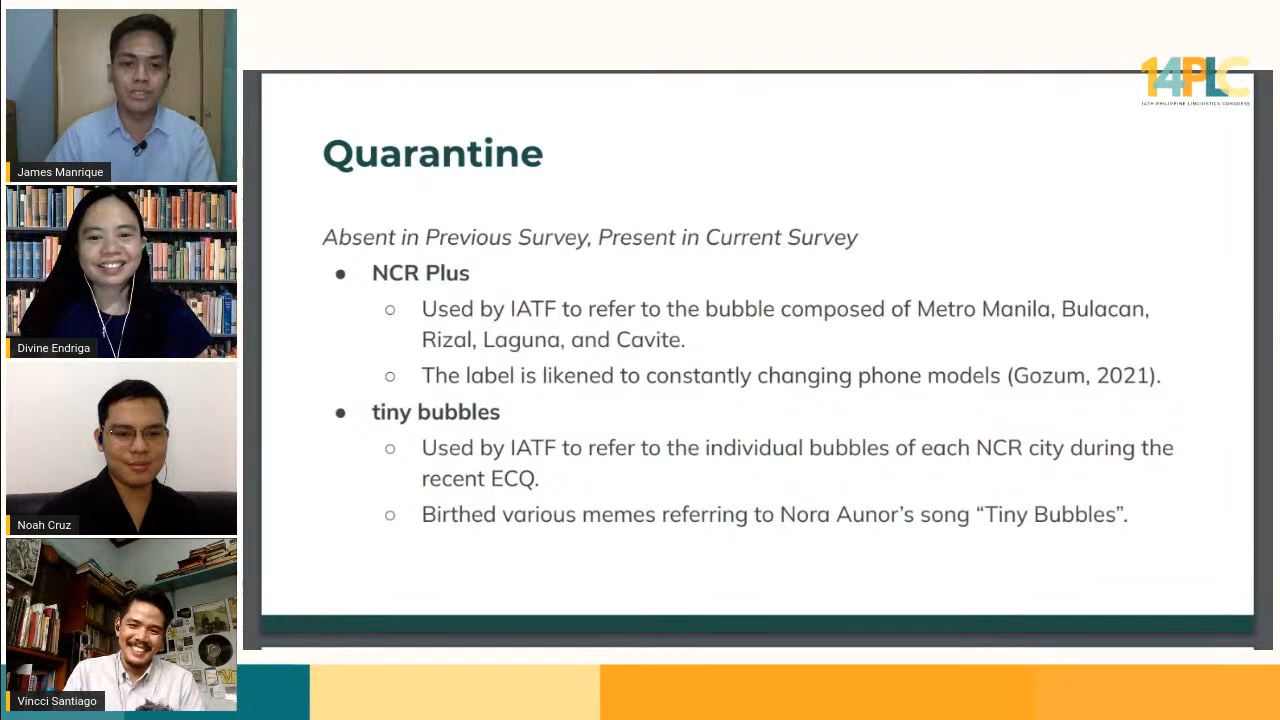 James Manrique
Divine Endriga
Noah Cruz
Vincci Santiago
14PLC
14TH PHILIPPINE LINGUISTICS CONGRESS
Quarantine
Absent in Previous Survey, Present in Current Survey
● NCR Plus
○ Used by IATF to refer to the bubble composed of Metro Manila, Bulacan,
Rizal, Laguna, and Cavite.
○ The label is likened to constantly changing phone models (Gozum, 2021).
● tiny bubbles
○ Used by IATF to refer to the individual bubbles of each NCR city during the
recent ECQ.
○ Birthed various memes referring to Nora Aunor’s song “Tiny Bubbles”.